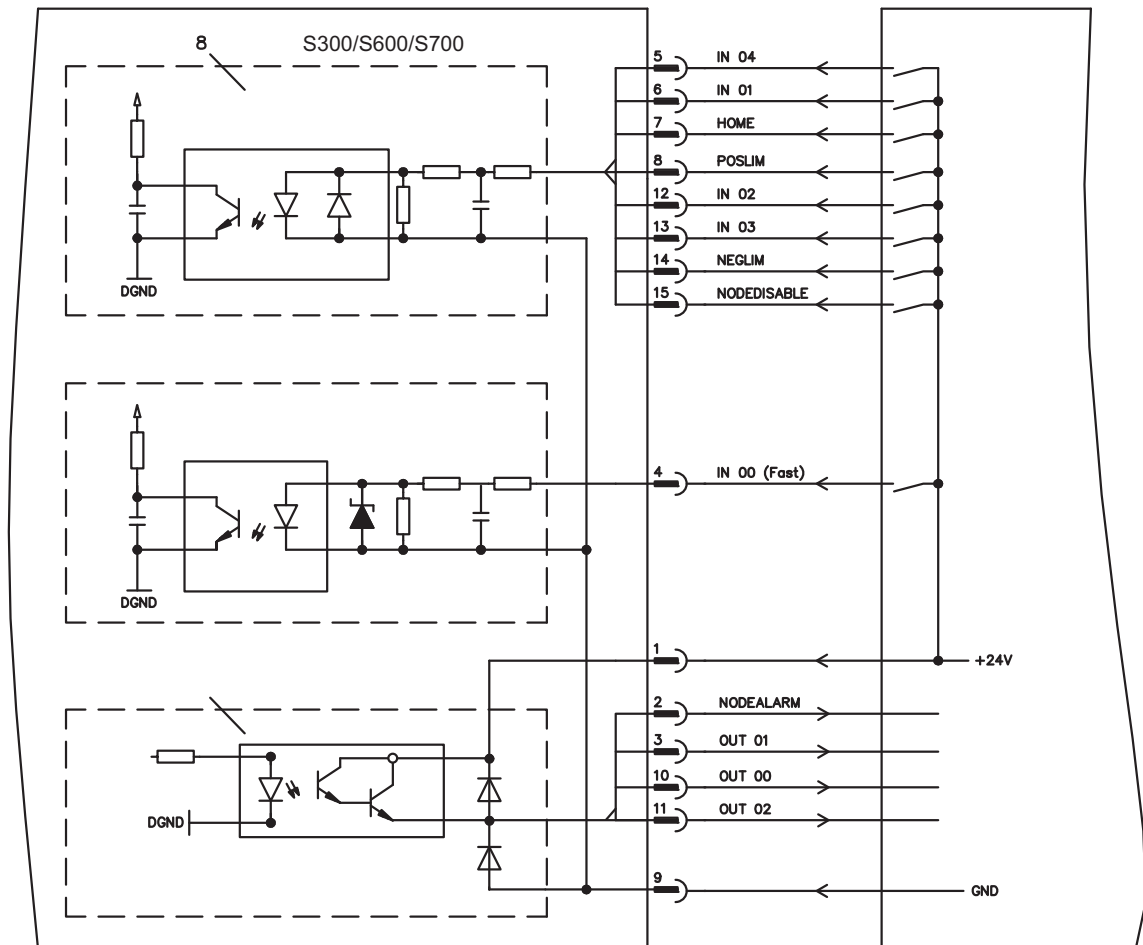 8
S300/S600/S700
5 IN 04
6 IN 01
7 HOME
8 POSLIM
12 IN 02
13 IN 03
14 NEGLIM
15 NODEDISABLE
DGND
4 IN 00 (Fast)
DGND
1 +24V
2 NODEALARM
3 OUT 01
10 OUT 00
11 OUT 02
DGND
9 GND